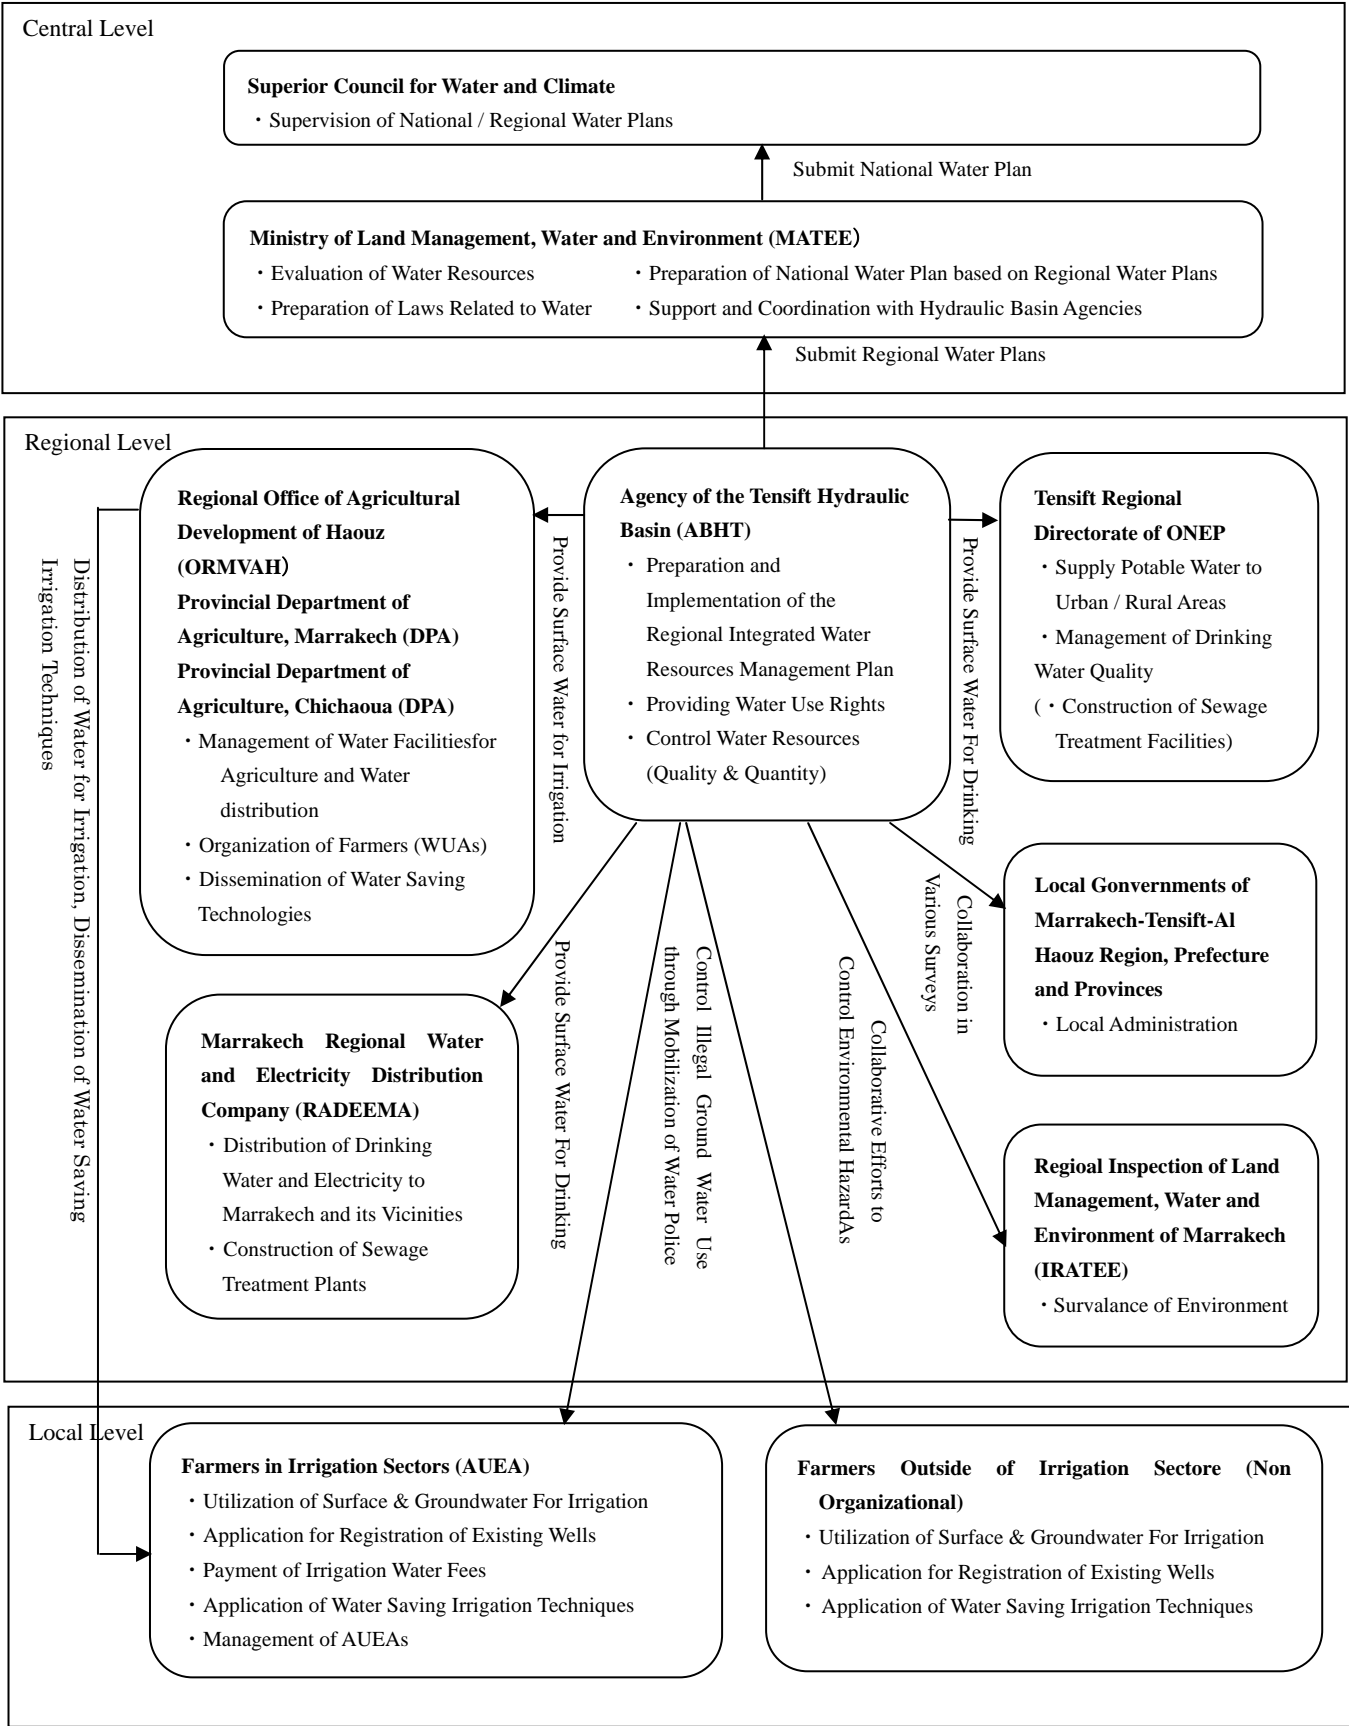 Central Level
Superior Council for Water and Climate
・Supervision of National / Regional Water Plans
Submit National Water Plan
Ministry of Land Management, Water and Environment (MATEE)
・Evaluation of Water Resources
・Preparation of National Water Plan based on Regional Water Plans
・Preparation of Laws Related to Water
・Support and Coordination with Hydraulic Basin Agencies
Submit Regional Water Plans
Regional Level
Regional Office of Agricultural
Development of Haouz
(ORMVAH)
Provincial Department of
Agriculture, Marrakech (DPA)
Provincial Department of
Agriculture, Chichaoua (DPA)
・Management of Water Facilitiesfor
Agriculture and Water
distribution
・Organization of Farmers (WUAs)
・Dissemination of Water Saving
Technologies
Provide Surface Water for Irrigation
Agency of the Tensift Hydraulic
Basin (ABHT)
・ Preparation and
Implementation of the
Regional Integrated Water
Resources Management Plan
・ Providing Water Use Rights
・ Control Water Resources
(Quality & Quantity)
Provide Surface Water For Drinking
Tensift Regional
Directorate of ONEP
・Supply Potable Water to
Urban / Rural Areas
・Management of Drinking
Water Quality
(・Construction of Sewage
Treatment Facilities)
Distribution of Water for Irrigation, Dissemination of Water Saving
Irrigation Techniques
Marrakech Regional Water
and Electricity Distribution
Company (RADEEMA)
・Distribution of Drinking
Water and Electricity to
Marrakech and its Vicinities
・Construction of Sewage
Treatment Plants
Provide Surface Water For Drinking
Control Illegal Ground Water Use
through Mobilization of Water Police
Collaborative Efforts to
Control Environmental HazardAs
Collaboration in
Various Surveys
Local Gonvernments of
Marrakech-Tensift-Al
Haouz Region, Prefecture
and Provinces
・Local Administration
Regioal Inspection of Land
Management, Water and
Environment of Marrakech
(IRATEE)
・Survalance of Environment
Local Level
Farmers in Irrigation Sectors (AUEA)
・Utilization of Surface & Groundwater For Irrigation
・Application for Registration of Existing Wells
・Payment of Irrigation Water Fees
・Application of Water Saving Irrigation Techniques
・Management of AUEAs
Farmers Outside of Irrigation Sectore (Non
Organizational)
・Utilization of Surface & Groundwater For Irrigation
・ Application for Registration of Existing Wells
・ Application of Water Saving Irrigation Techniques